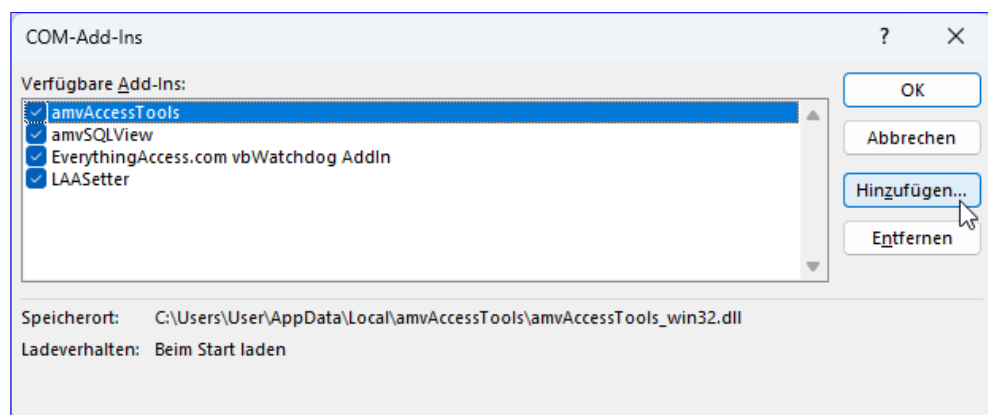 COM-Add-Ins
?
Verfügbare Add-Ins:
amvAccessTools
amvSQLView
EverythingAccess.com vbWatchdog AddIn
LAASetter
OK
Abbrechen
Hinzufügen...
Entfernen
Speicherort: C:\Users\User\AppData\Local\amvAccessTools\amvAccessTools_win32.dll
Ladeverhalten: Beim Start laden